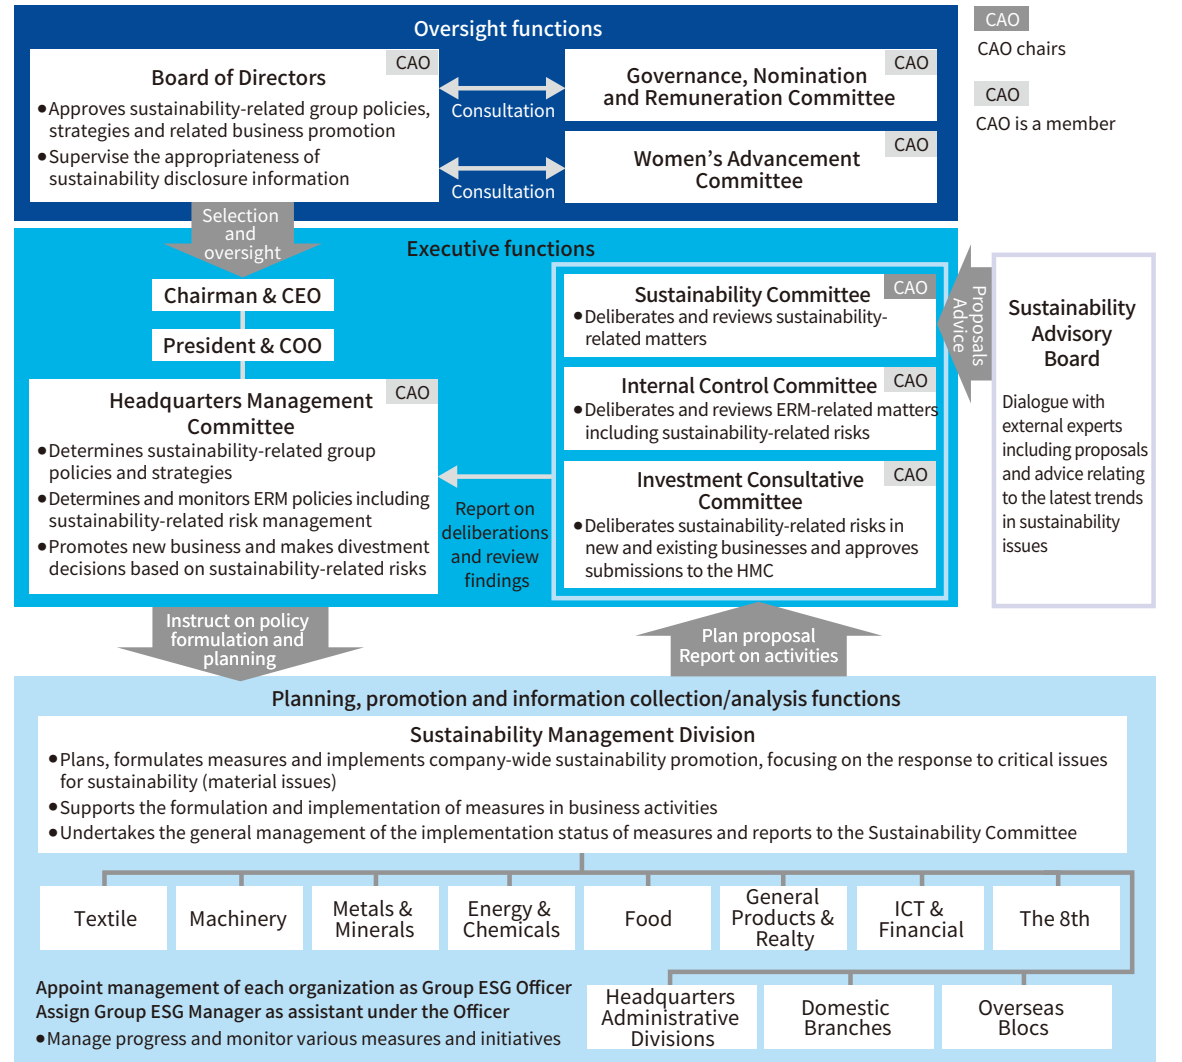 Oversight functions
CAO
Board of Directors
●Approves sustainability-related group policies,
strategies and related business promotion
●Supervise the appropriateness of
sustainability disclosure information
Consultation
Consultation
CAO
Governance, Nomination
and Remuneration Committee
CAO
Women's Advancement
Committee
CAO
CAO chairs
CAO
CAO is a member
Selection
and
oversight
Executive functions
Chairman & CEO
President & COO
CAO
Headquarters Management
Committee
●Determines sustainability-related group
policies and strategies
●Determines and monitors ERM policies including
sustainability-related risk management
●Promotes new business and makes divestment
decisions based on sustainability-related risks
Report on
deliberations
and review
findings
CAO
Sustainability Committee
●Deliberates and reviews sustainability-
related matters
CAO
Internal Control Committee
●Deliberates and reviews ERM-related matters
including sustainability-related risks
CAO
Investment Consultative
Committee
●Deliberates sustainability-related risks in
new and existing businesses and approves
submissions to the HMC
Proposals
Advice
Sustainability
Advisory
Board
Dialogue with
external experts
including proposals
and advice relating
to the latest trends
in sustainability
issues
Instruct on policy
formulation and
planning
Plan proposal
Report on activities
Planning, promotion and information collection/analysis functions
Sustainability Management Division
●Plans, formulates measures and implements company-wide sustainability promotion, focusing on the response to critical issues
for sustainability (material issues)
●Supports the formulation and implementation of measures in business activities
●Undertakes the general management of the implementation status of measures and reports to the Sustainability Committee
Textile
Machinery
Metals &
Minerals
Energy &
Chemicals
Food
General
Products &
Realty
ICT &
Financial
The 8th
Appoint management of each organization as Group ESG Officer
Assign Group ESG Manager as assistant under the Officer
●Manage progress and monitor various measures and initiatives
Headquarters
Administrative
Divisions
Domestic
Branches
Overseas
Blocs